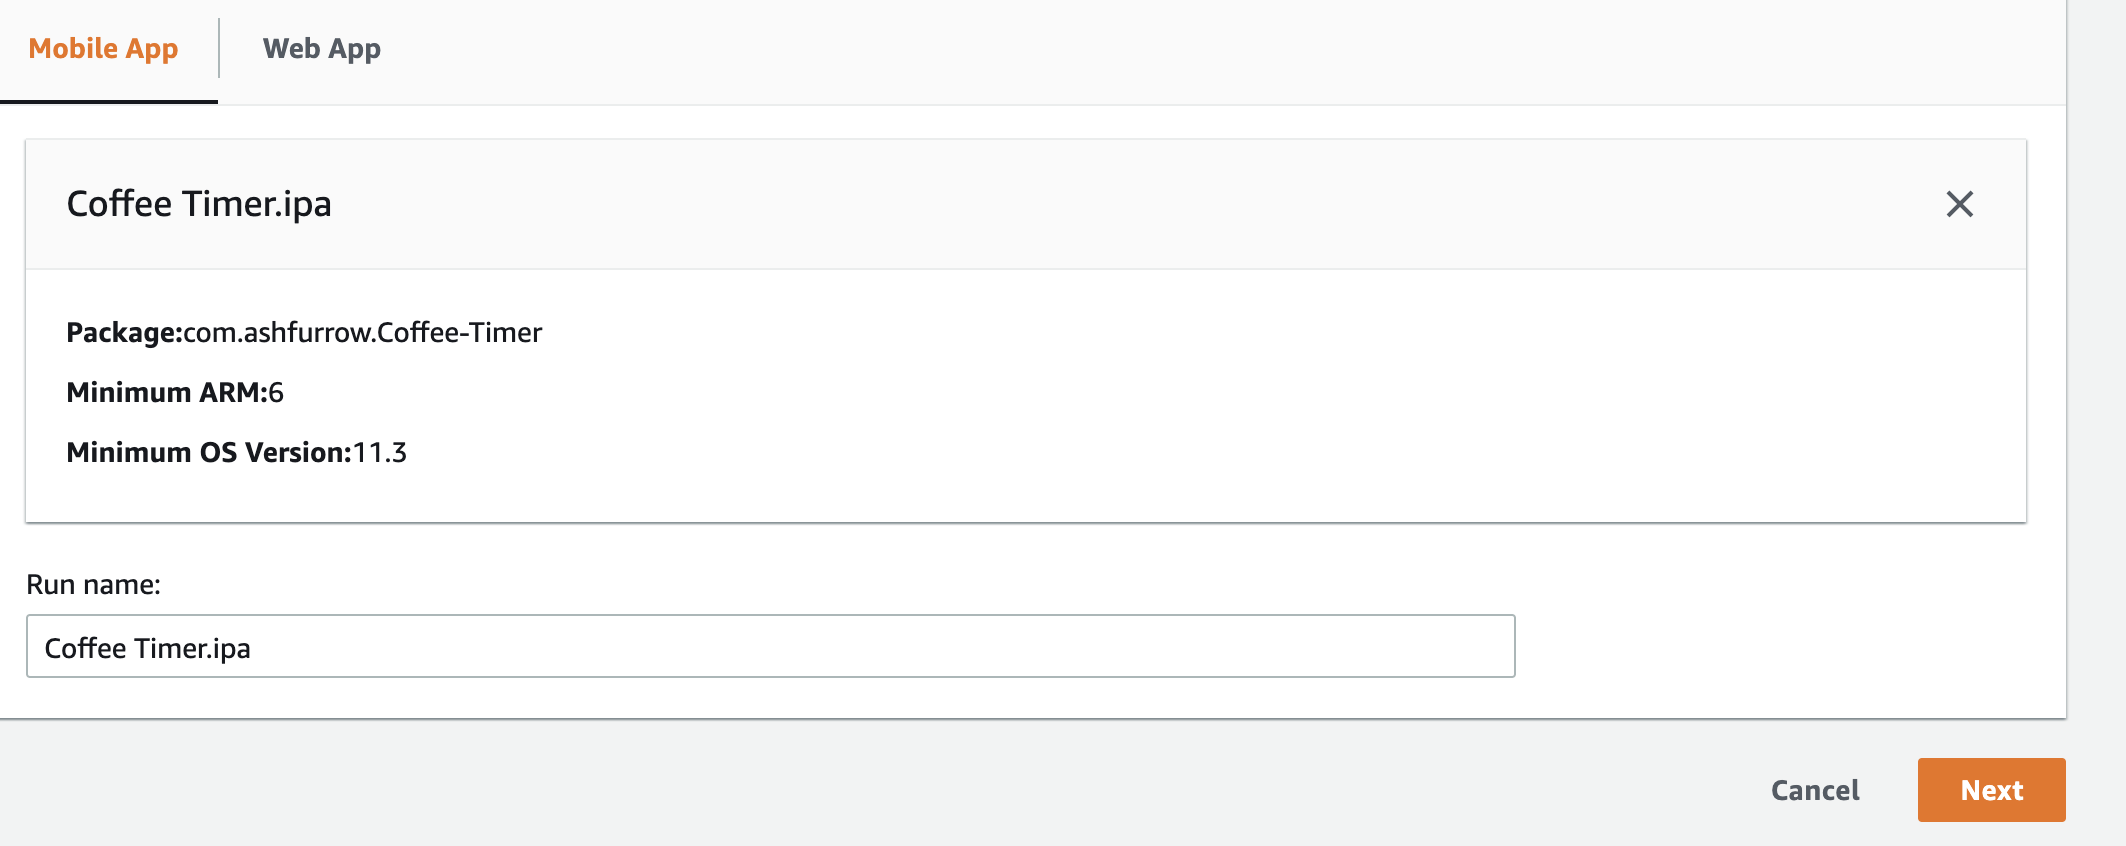 Mobile App
Web App
Coffee Timer.ipa
Package:com.ashfurrow.Coffee-Timer
Minimum ARM:6
Minimum OS Version:11.3
Run name:
Coffee Timer.ipa
Cancel
Next